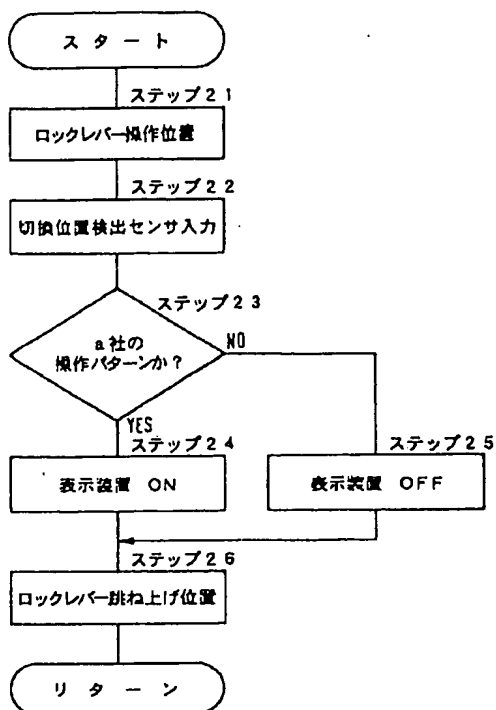 スタート
ステップ21
ロックレバー操作位置
ステップ22
切換位置検出センサ入力
ステップ23
a社の
操作パターンか？
NO
YES
ステップ24
表示装置 ON
ステップ25
表示装置 OFF
ステップ26
ロックレバー跳ね上げ位置
リターン